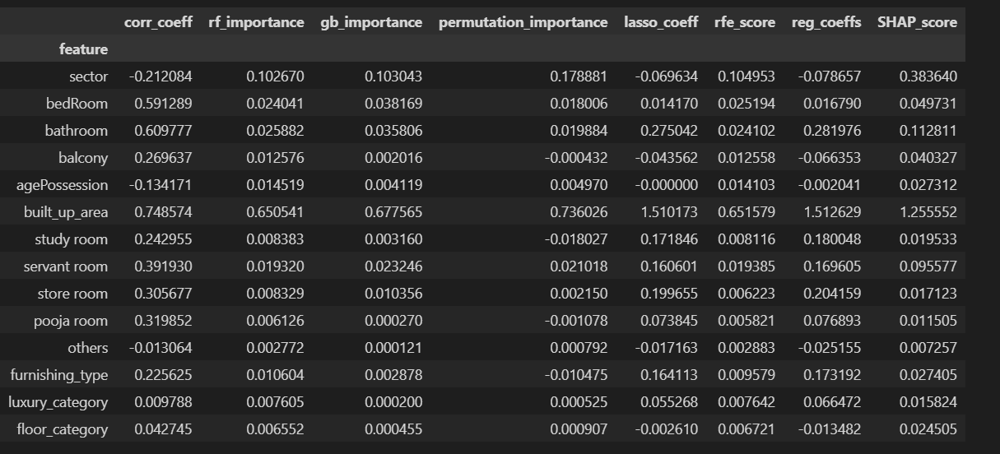 corr_coeff rf_importance gb_importance permutation_importance lasso_coeff rfe_score reg_coeffs SHAP_score
feature
sector -0.212084 0.102670 0.103043 0.178881 -0.069634 0.104953 -0.078657 0.383640
bedRoom 0.591289 0.024041 0.038169 0.018006 0.014170 0.025194 0.016790 0.049731
bathroom 0.609777 0.025882 0.035806 0.019884 0.275042 0.024102 0.281976 0.112811
balcony 0.269637 0.012576 0.002016 -0.000432 -0.043562 0.012558 -0.066353 0.040327
agePossession -0.134171 0.014519 0.004119 0.004970 -0.000000 0.014103 -0.002041 0.027312
built_up_area 0.748574 0.650541 0.677565 0.736026 1.510173 0.651579 1.512629 1.255552
study room 0.242955 0.008383 0.003160 -0.018027 0.171846 0.008116 0.180048 0.019533
servant room 0.391930 0.019320 0.023246 0.021018 0.160601 0.019385 0.169605 0.095577
store room 0.305677 0.008329 0.010356 0.002150 0.199655 0.006223 0.204159 0.017123
pooja room 0.319852 0.006126 0.000270 -0.001078 0.073845 0.005821 0.076893 0.011505
others -0.013064 0.002772 0.000121 0.000792 -0.017163 0.002883 -0.025155 0.007257
furnishing_type 0.225625 0.010604 0.002878 -0.010475 0.164113 0.009579 0.173192 0.027405
luxury_category 0.009788 0.007605 0.000200 0.000525 0.055268 0.007642 0.066472 0.015824
floor_category 0.042745 0.006552 0.000455 0.000907 -0.002610 0.006721 -0.013482 0.024505